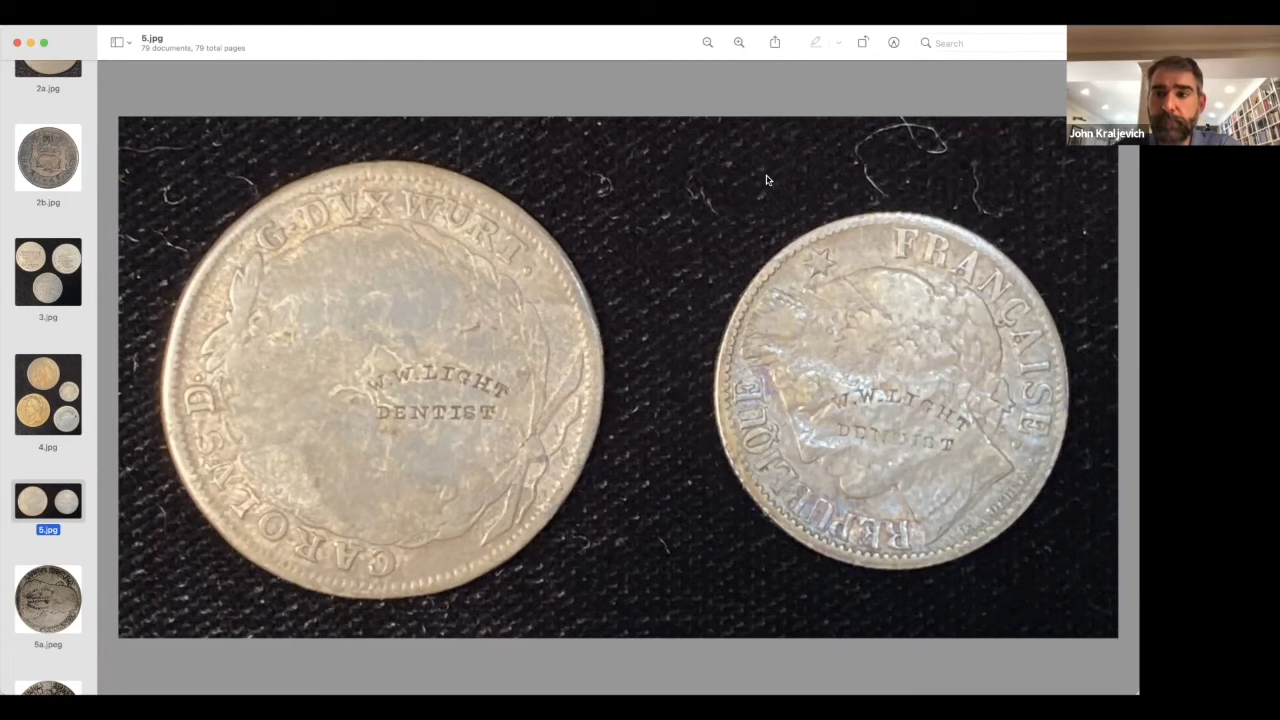 5.jpg
79 documents, 79 total pages
Search
John Kraljevich
2a.jpg
2b.jpg
3.jpg
4.jpg
5.jpg
5a.jpeg
CAROLVS D: G. DVX WURT.
W.W.LIGHT
DENTIST
REPUBLIQUE FRANÇAISE.
W.W.LIGHT
DENTIST